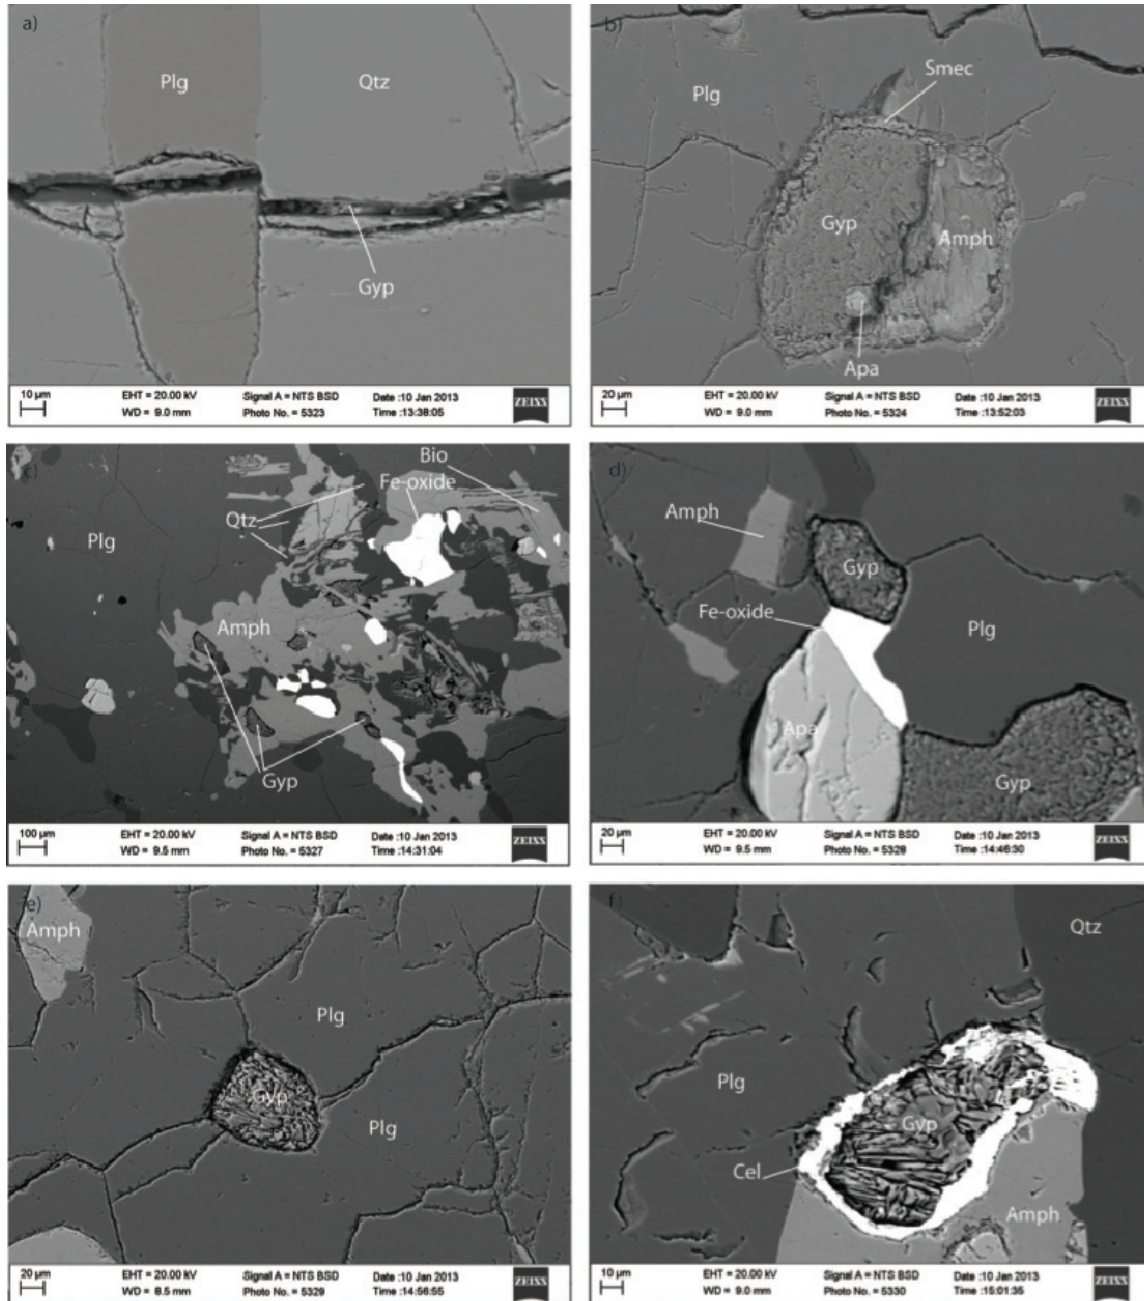 a)
Plg
Qtz
Gyp
10 µm
EHT = 20.00 kV
WD = 9.0 mm
Signal A = NTS BSD
Photo No. = 5323
Date :10 Jan 2013
Time :13:38:05
ZEISS
b)
Smec
Plg
Gyp
Amph
Apa
20 µm
EHT = 20.00 kV
WD = 9.0 mm
Signal A = NTS BSD
Photo No. = 5324
Date :10 Jan 2013
Time :13:52:03
ZEISS
c)
Bio
Fe-oxide
Qtz
Plg
Amph
Gyp
100 µm
EHT = 20.00 kV
WD = 9.5 mm
Signal A = NTS BSD
Photo No. = 5327
Date :10 Jan 2013
Time :14:31:04
ZEISS
d)
Amph
Gyp
Fe-oxide
Plg
Apa
Gyp
20 µm
EHT = 20.00 kV
WD = 9.5 mm
Signal A = NTS BSD
Photo No. = 5328
Date :10 Jan 2013
Time :14:46:30
ZEISS
e)
Amph
Plg
Gyp
Plg
20 µm
EHT = 20.00 kV
WD = 8.5 mm
Signal A = NTS BSD
Photo No. = 5329
Date :10 Jan 2013
Time :14:56:55
ZEISS
f)
Qtz
Plg
Gyp
Cel
Amph
10 µm
EHT = 20.00 kV
WD = 9.0 mm
Signal A = NTS BSD
Photo No. = 5330
Date :10 Jan 2013
Time :15:01:35
ZEISS